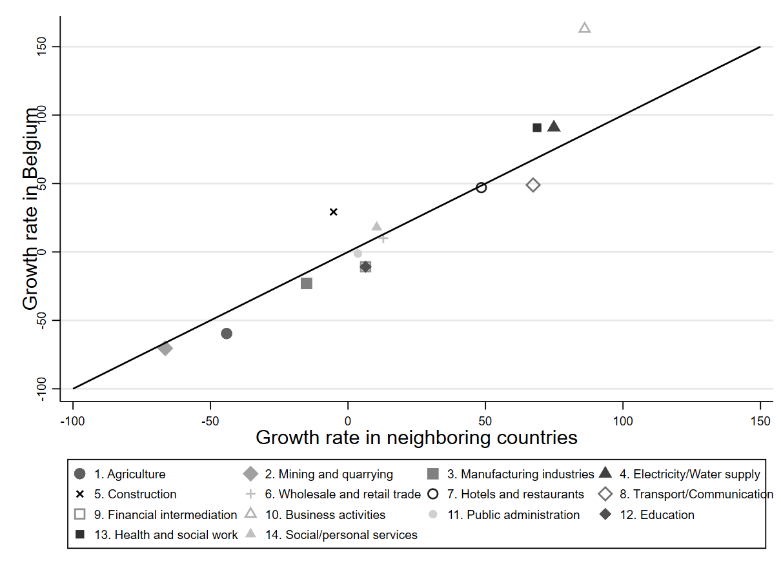 Growth rate in Belgium
150
100
50
0
-50
-100
-100 -50 0 50 100 150
Growth rate in neighboring countries
1. Agriculture 2. Mining and quarrying 3. Manufacturing industries 4. Electricity/Water supply
5. Construction 6. Wholesale and retail trade 7. Hotels and restaurants 8. Transport/Communication
9. Financial intermediation 10. Business activities 11. Public administration 12. Education
13. Health and social work 14. Social/personal services